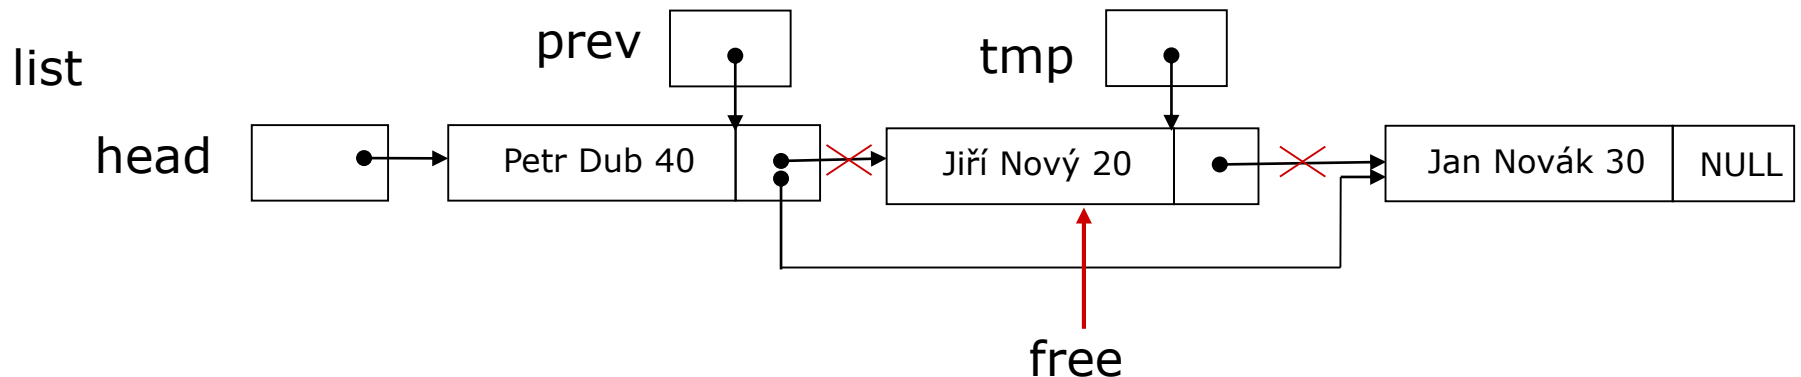 list
prev
tmp
head
Petr Dub 40
Jiří Nový 20
Jan Novák 30
NULL
free